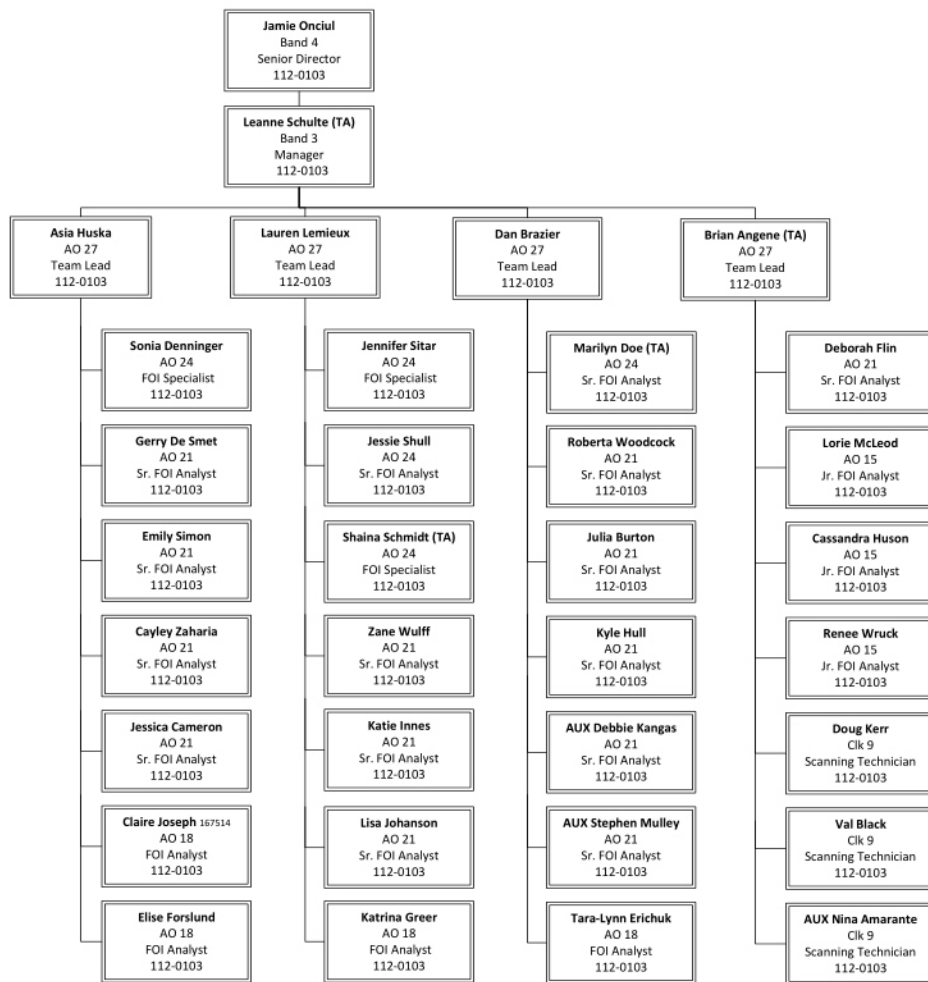 Jamie Onciul
Band 4
Senior Director
112-0103
Leanne Schulte (TA)
Band 3
Manager
112-0103
Asia Huska
AO 27
Team Lead
112-0103
Sonia Denninger
AO 24
FOI Specialist
112-0103
Gerry De Smet
AO 21
Sr. FOI Analyst
112-0103
Emily Simon
AO 21
Sr. FOI Analyst
112-0103
Cayley Zaharia
AO 21
Sr. FOI Analyst
112-0103
Jessica Cameron
AO 21
Sr. FOI Analyst
112-0103
Claire Joseph 167514
AO 18
FOI Analyst
112-0103
Elise Forslund
AO 18
FOI Analyst
112-0103
Lauren Lemieux
AO 27
Team Lead
112-0103
Jennifer Sitar
AO 24
FOI Specialist
112-0103
Jessie Shull
AO 24
Sr. FOI Analyst
112-0103
Shaina Schmidt (TA)
AO 24
FOI Specialist
112-0103
Zane Wulff
AO 21
Sr. FOI Analyst
112-0103
Katie Innes
AO 21
Sr. FOI Analyst
112-0103
Lisa Johanson
AO 21
Sr. FOI Analyst
112-0103
Katrina Greer
AO 18
FOI Analyst
112-0103
Dan Brazier
AO 27
Team Lead
112-0103
Marilyn Doe (TA)
AO 24
Sr. FOI Analyst
112-0103
Roberta Woodcock
AO 21
Sr. FOI Analyst
112-0103
Julia Burton
AO 21
Sr. FOI Analyst
112-0103
Kyle Hull
AO 21
Sr. FOI Analyst
112-0103
AUX Debbie Kangas
AO 21
Sr. FOI Analyst
112-0103
AUX Stephen Mulley
AO 21
Sr. FOI Analyst
112-0103
Tara-Lynn Erichuk
AO 18
FOI Analyst
112-0103
Brian Angene (TA)
AO 27
Team Lead
112-0103
Deborah Flin
AO 21
Sr. FOI Analyst
112-0103
Lorie McLeod
AO 15
Jr. FOI Analyst
112-0103
Cassandra Huson
AO 15
Jr. FOI Analyst
112-0103
Renee Wruck
AO 15
Jr. FOI Analyst
112-0103
Doug Kerr
Clk 9
Scanning Technician
112-0103
Val Black
Clk 9
Scanning Technician
112-0103
AUX Nina Amarante
Clk 9
Scanning Technician
112-0103